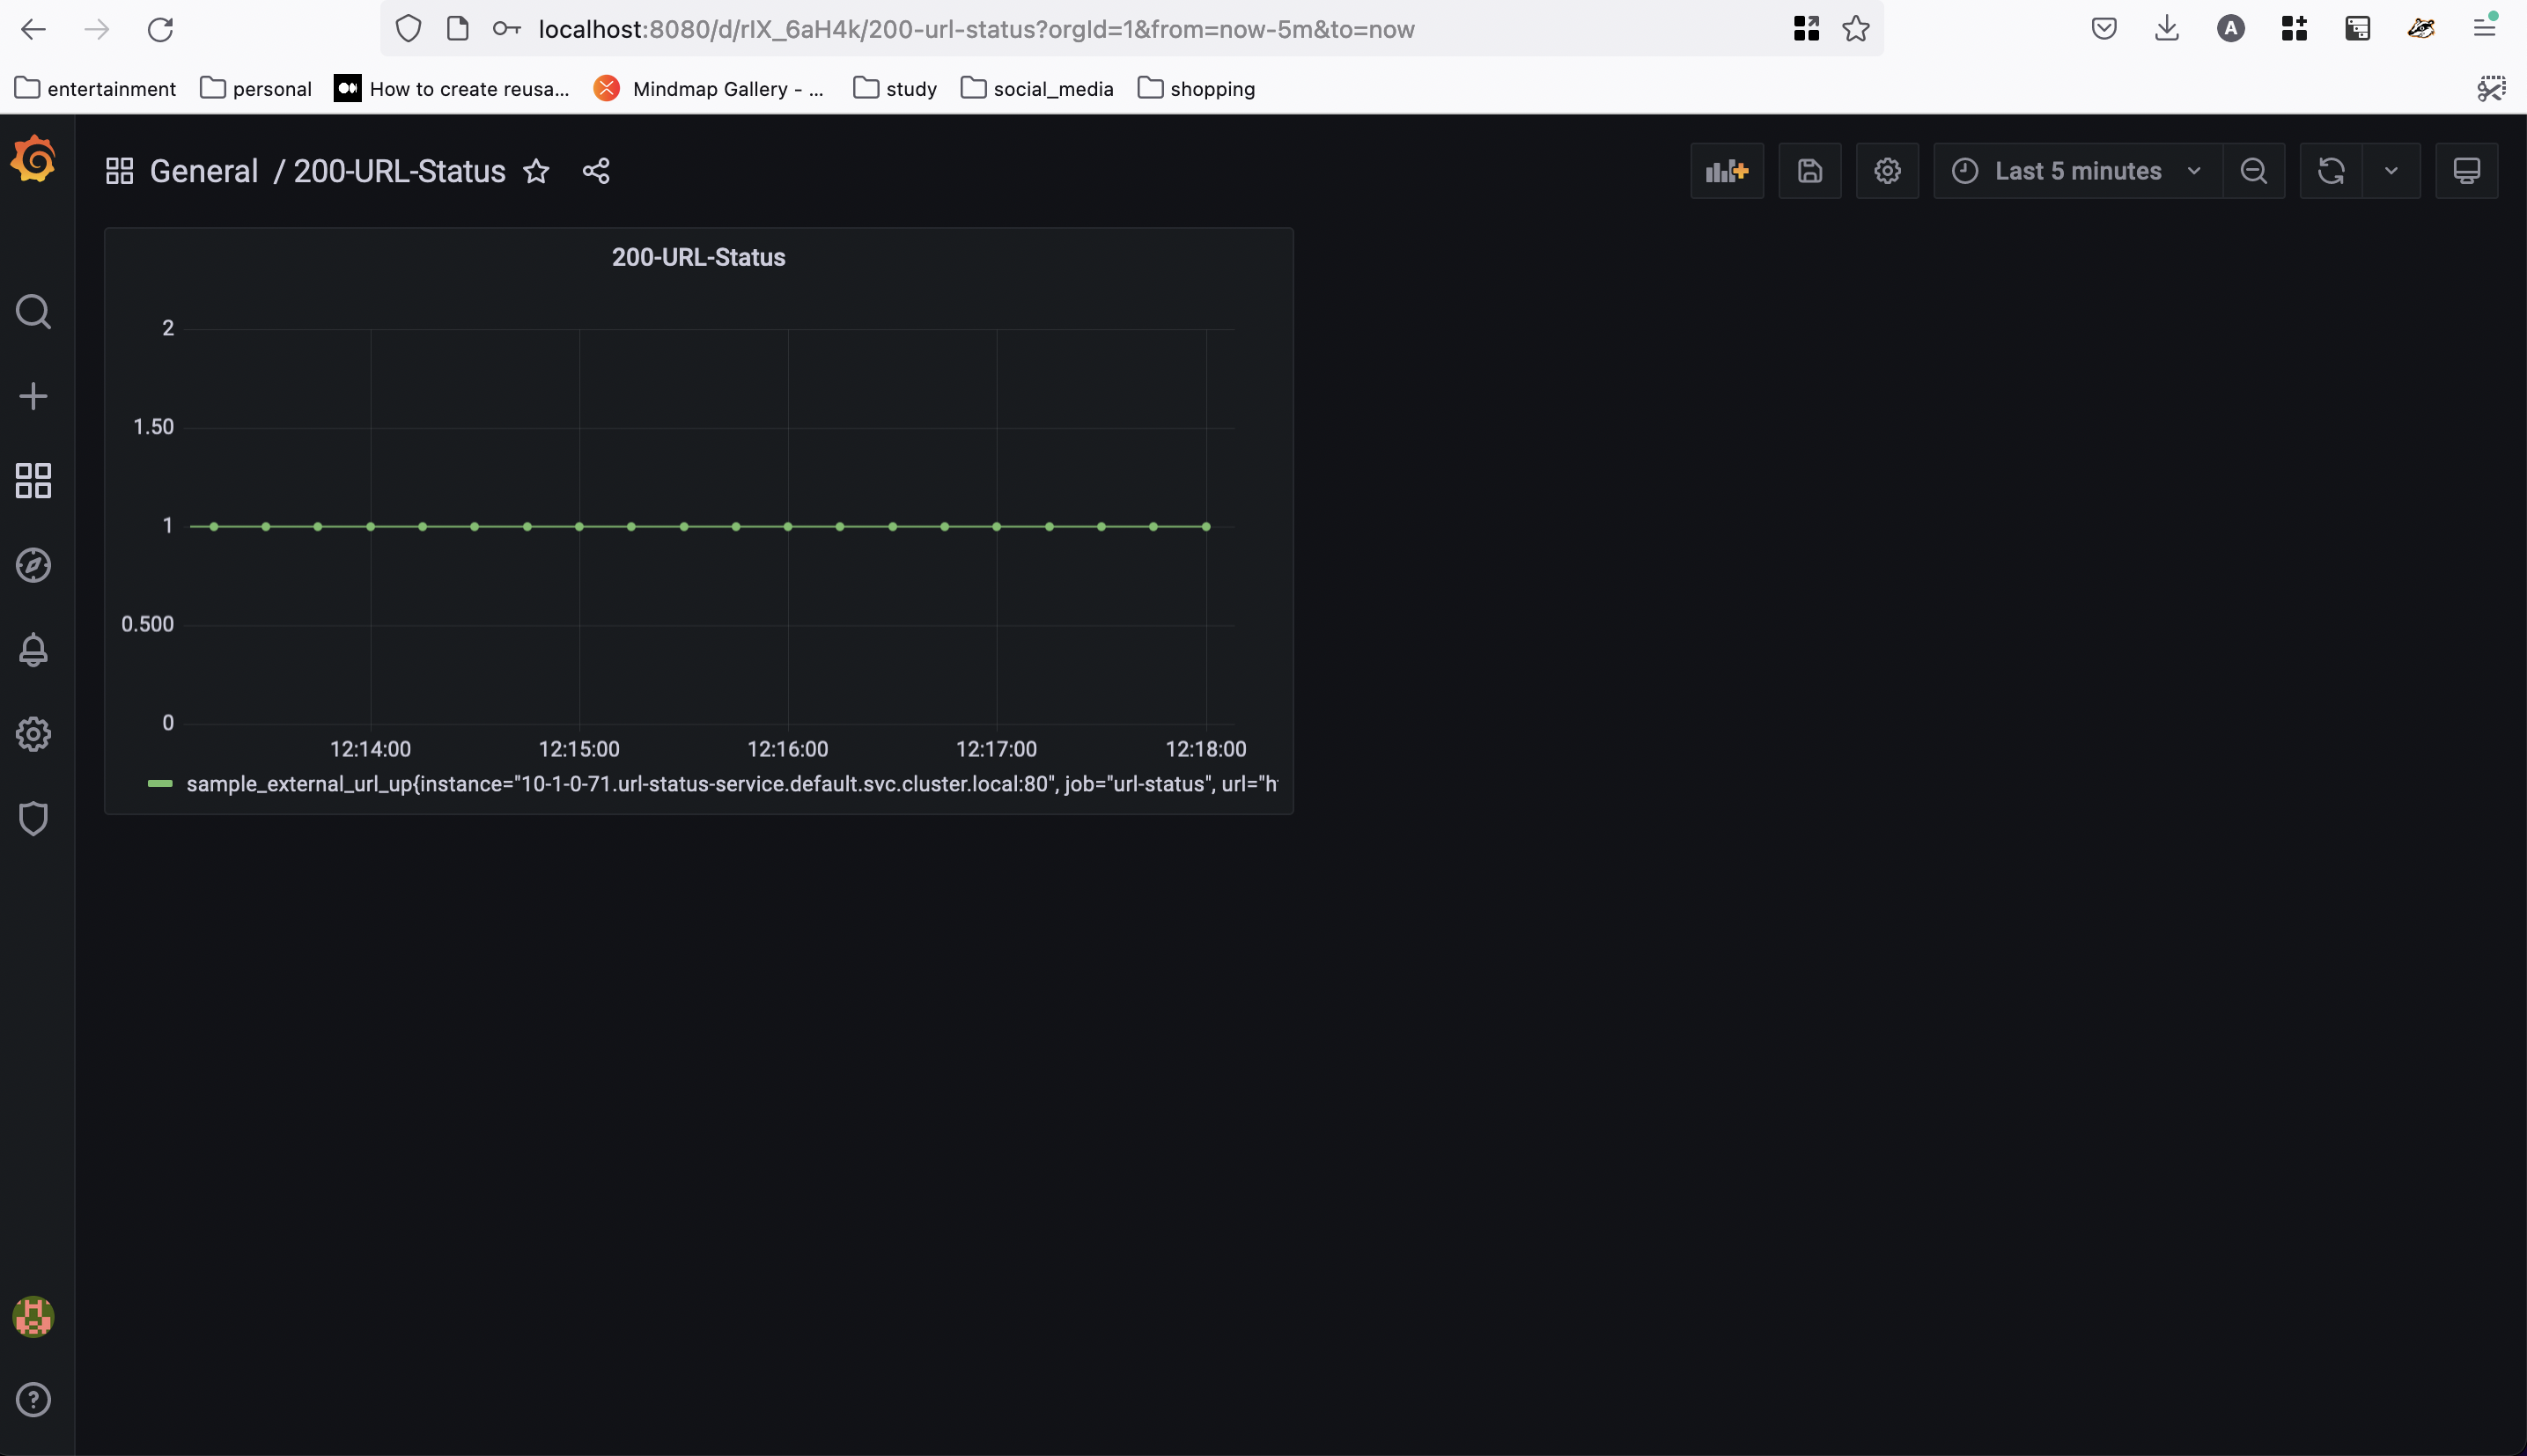 localhost:8080/d/rIX_6aH4k/200-url-status?orgId=1&from=now-5m&to=now
A
entertainment personal How to create reusa... Mindmap Gallery - ... study social_media shopping
General / 200-URL-Status
Last 5 minutes
200-URL-Status
2
1.50
1
0.500
0
12:14:00 12:15:00 12:16:00 12:17:00 12:18:00
sample_external_url_up{instance="10-1-0-71.url-status-service.default.svc.cluster.local:80", job="url-status", url="h